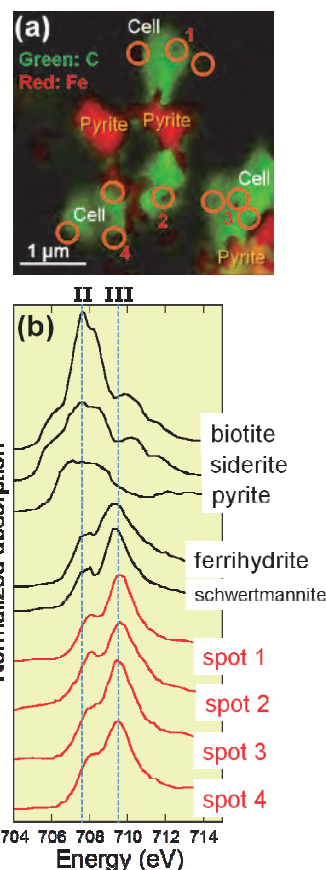 (a)
Cell
1
Green: C
Red: Fe
Pyrite
Pyrite
Cell
Cell
2
3
4
Pyrite
1 µm
II III
(b)
biotite
siderite
pyrite
ferrihydrite
schwertmannite
spot 1
spot 2
spot 3
spot 4
704 706 708 710 712 714
Energy (eV)